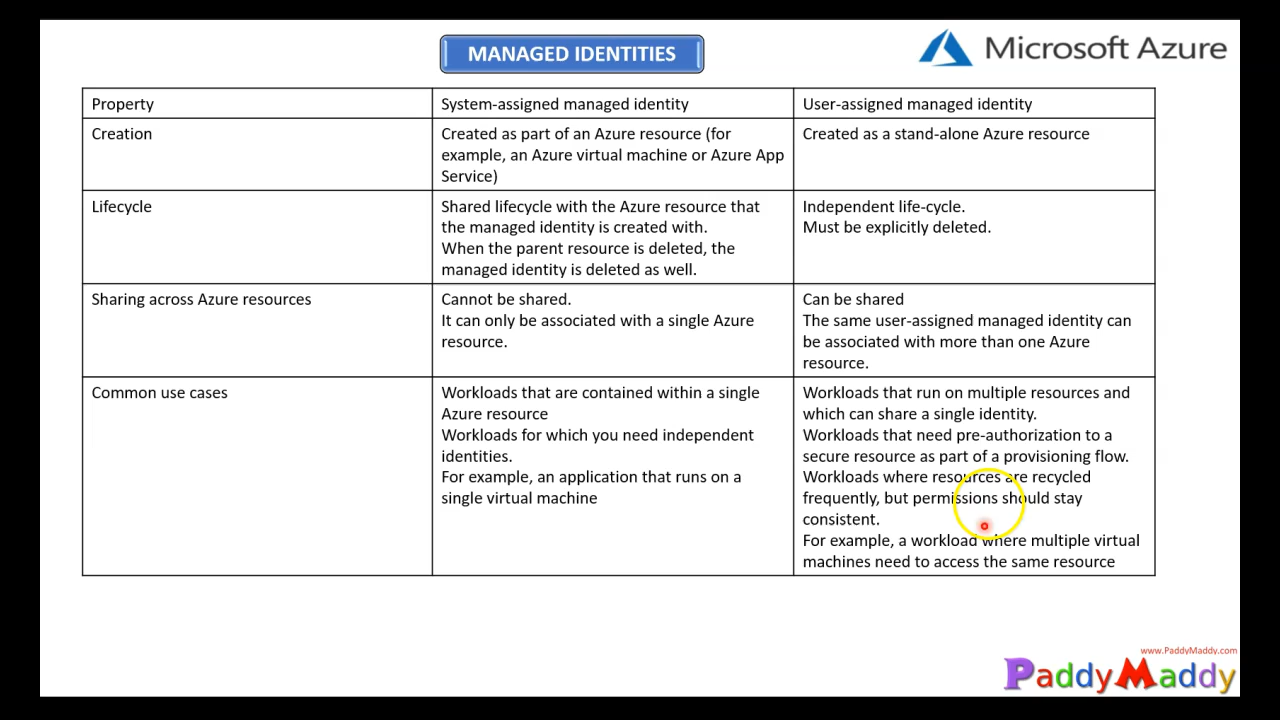 MANAGED IDENTITIES
Microsoft Azure
Property
System-assigned managed identity
User-assigned managed identity
Creation
Created as part of an Azure resource (for
example, an Azure virtual machine or Azure App
Service)
Created as a stand-alone Azure resource
Lifecycle
Shared lifecycle with the Azure resource that
the managed identity is created with.
When the parent resource is deleted, the
managed identity is deleted as well.
Independent life-cycle.
Must be explicitly deleted.
Sharing across Azure resources
Cannot be shared.
It can only be associated with a single Azure
resource.
Can be shared
The same user-assigned managed identity can
be associated with more than one Azure
resource.
Common use cases
Workloads that are contained within a single
Azure resource
Workloads for which you need independent
identities.
For example, an application that runs on a
single virtual machine
Workloads that run on multiple resources and
which can share a single identity.
Workloads that need pre-authorization to a
secure resource as part of a provisioning flow.
Workloads where resources are recycled
frequently, but permissions should stay
consistent.
For example, a workload where multiple virtual
machines need to access the same resource
www.PaddyMaddy.com
PaddyMaddy